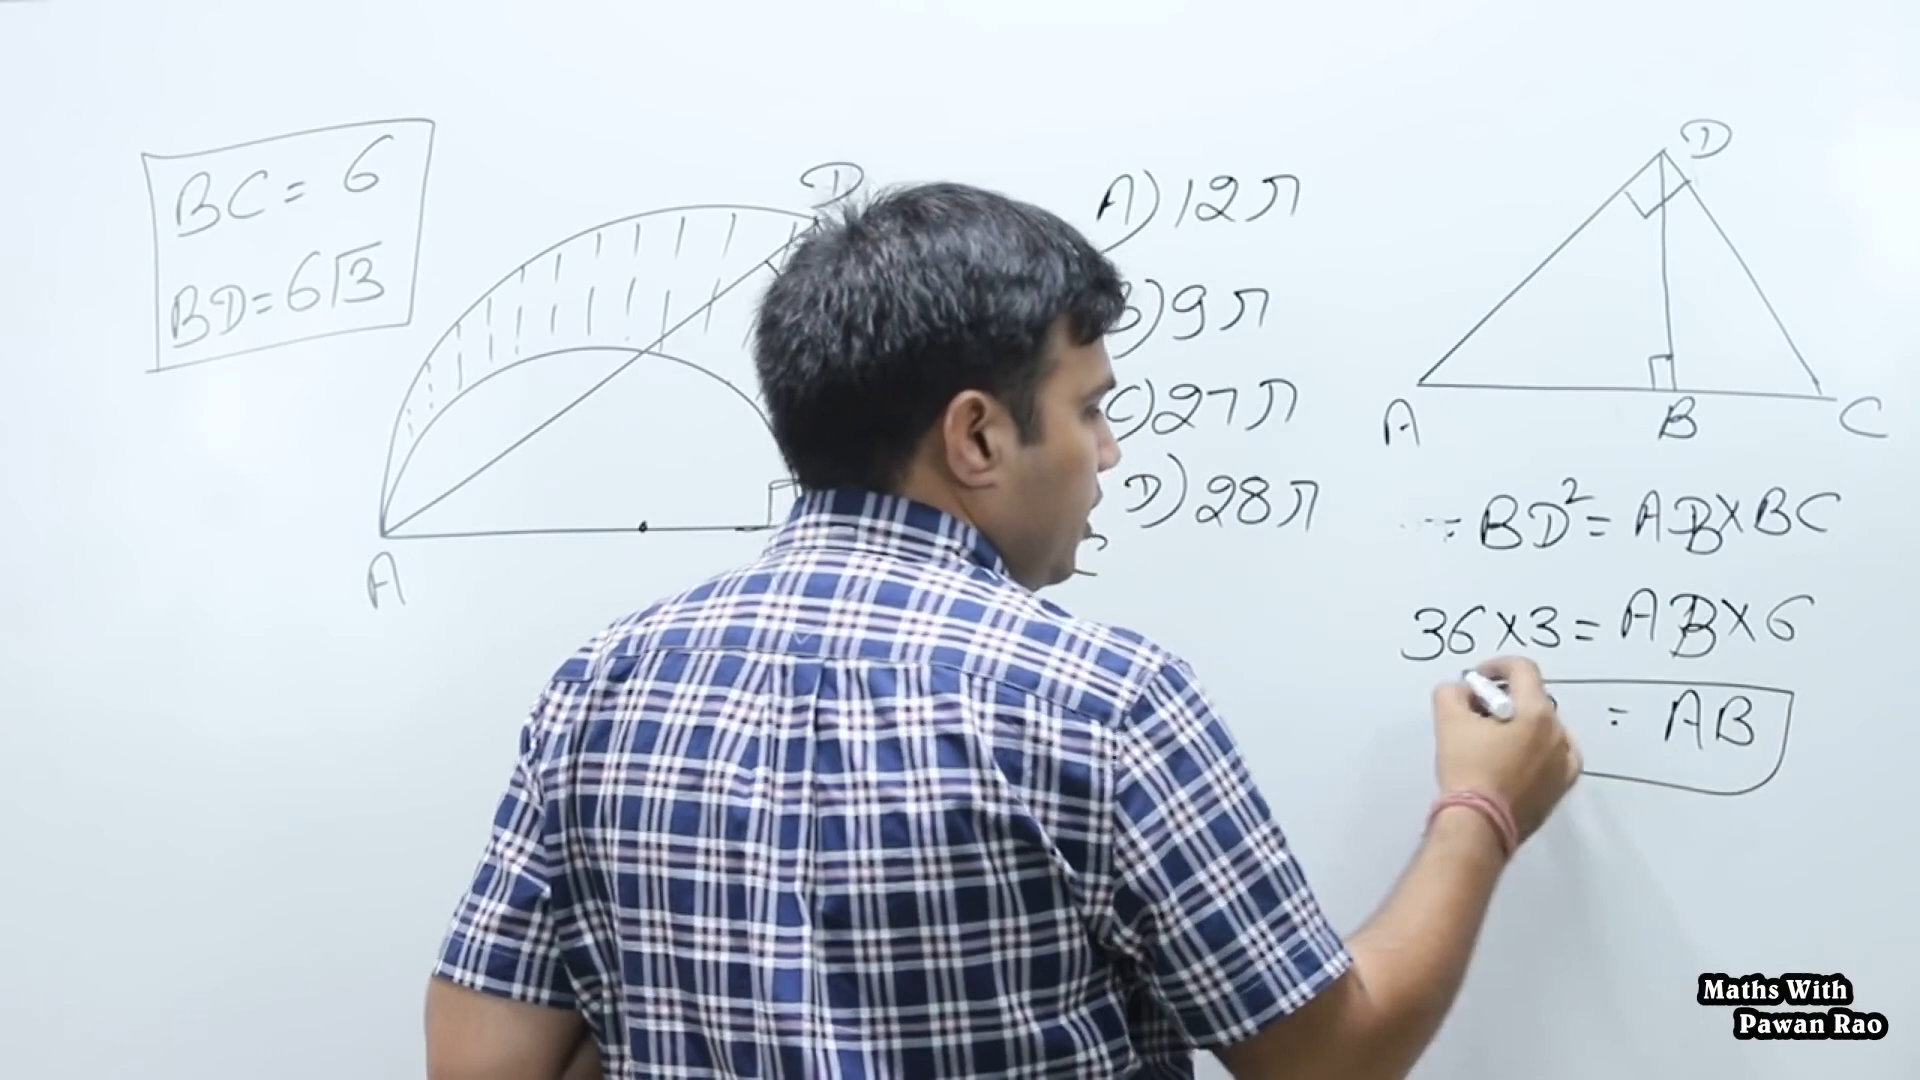 BC = 6
BD = 6√3
D
A
A) 12π
B) 9π
C) 27π
D) 28π
D
A B C
∵ BD² = AB×BC
36×3 = AB×6
= AB
Maths With
Pawan Rao